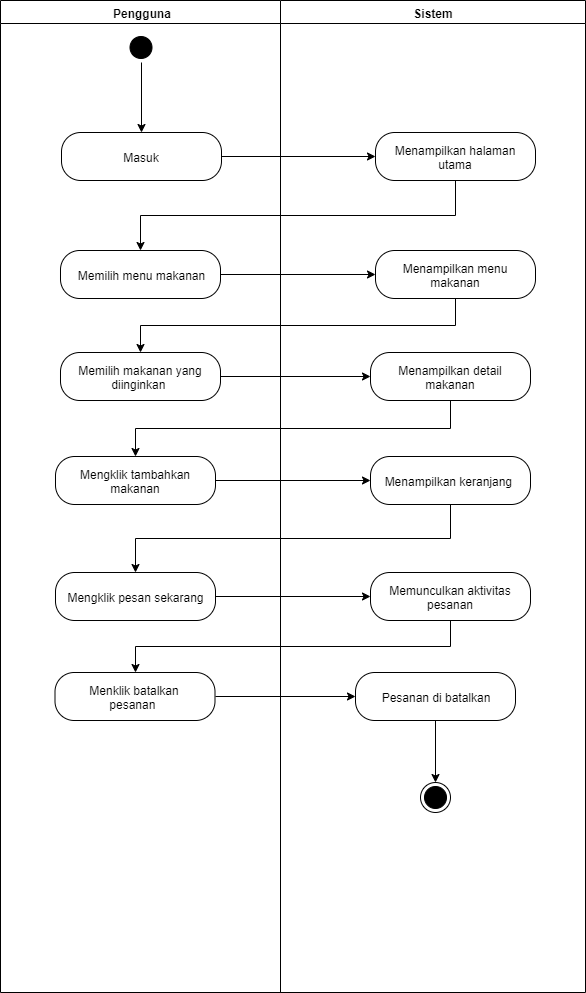 Pengguna
Sistem
Masuk
Menampilkan halaman
utama
Memilih menu makanan
Menampilkan menu
makanan
Memilih makanan yang
diinginkan
Menampilkan detail
makanan
Mengklik tambahkan
makanan
Menampilkan keranjang
Mengklik pesan sekarang
Memunculkan aktivitas
pesanan
Menklik batalkan
pesanan
Pesanan di batalkan